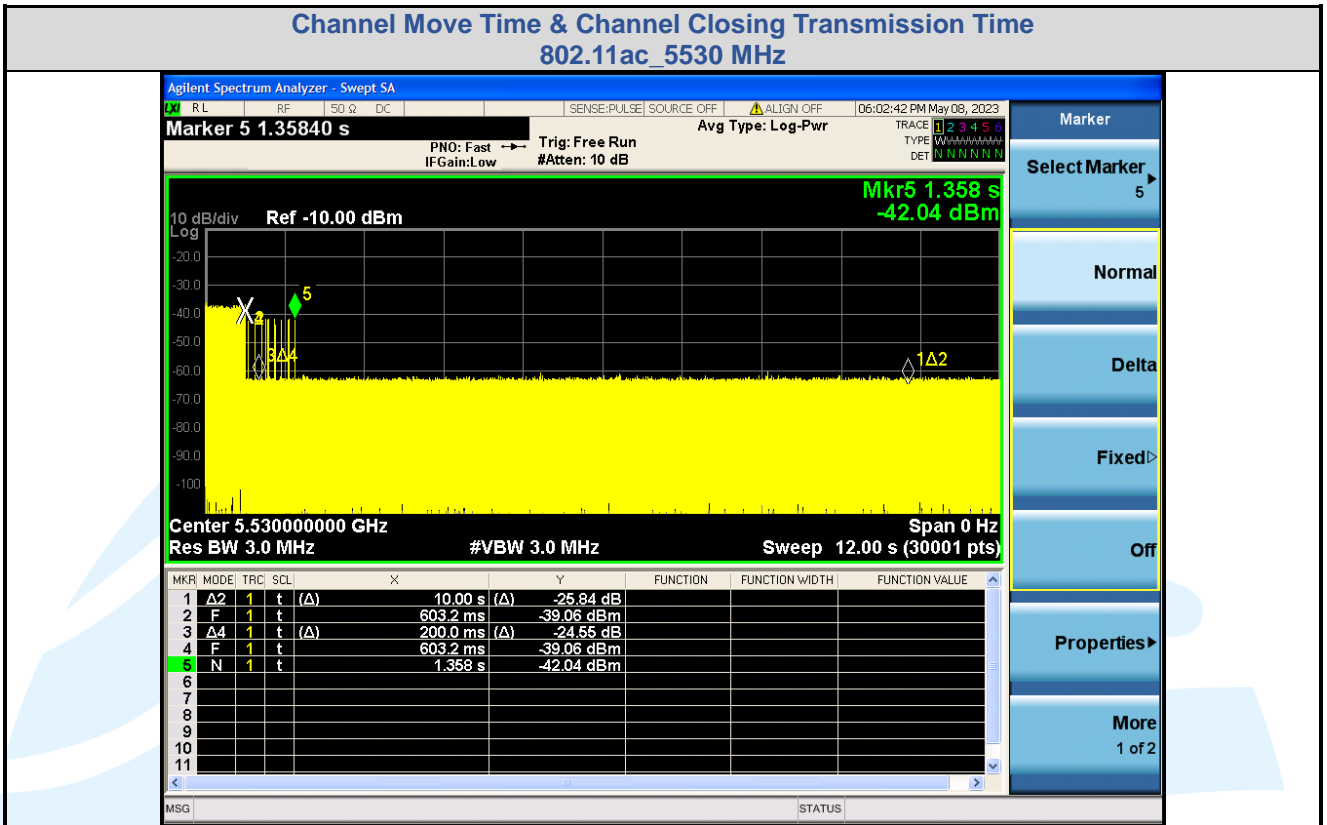 Channel Move Time & Channel Closing Transmission Time
802.11ac_5530 MHz
Agilent Spectrum Analyzer - Swept SA
LXI RL RF 50 Ω DC SENSE:PULSE SOURCE OFF ALIGN OFF 06:02:42 PM May 08, 2023
Marker 5 1.35840 s
PNO: Fast
IFGain:Low
Trig: Free Run
#Atten: 10 dB
Avg Type: Log-Pwr
TRACE 1 2 3 4 5 6
TYPE W
DET N N N N N N
Mkr5 1.358 s
-42.04 dBm
10 dB/div Ref -10.00 dBm
Log
-20.0
-30.0
-40.0
-50.0
-60.0
-70.0
-80.0
-90.0
-100
5
3Δ4
1Δ2
Center 5.530000000 GHz Span 0 Hz
Res BW 3.0 MHz #VBW 3.0 MHz Sweep 12.00 s (30001 pts)
MKR MODE TRC SCL X Y FUNCTION FUNCTION WIDTH FUNCTION VALUE
1 Δ2 1 t (Δ) 10.00 s (Δ) -25.84 dB
2 F 1 t 603.2 ms -39.06 dBm
3 Δ4 1 t (Δ) 200.0 ms (Δ) -24.55 dB
4 F 1 t 603.2 ms -39.06 dBm
5 N 1 t 1.358 s -42.04 dBm
6
7
8
9
10
11
MSG STATUS
Marker
Select Marker
5
Normal
Delta
Fixed
Off
Properties
More
1 of 2